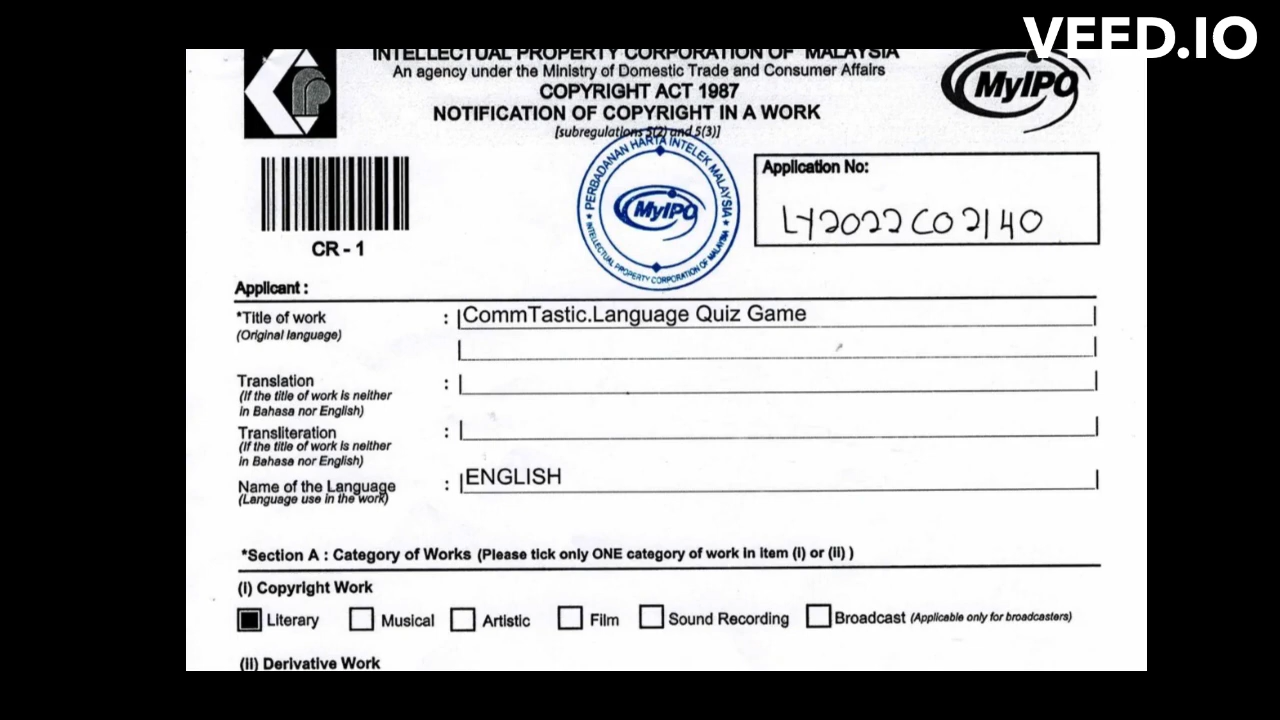 VEED.IO
INTELLECTUAL PROPERTY CORPORATION OF MALAYSIA
An agency under the Ministry of Domestic Trade and Consumer Affairs
COPYRIGHT ACT 1987
NOTIFICATION OF COPYRIGHT IN A WORK
[subregulations 5(2) and 5(3)]
MyIPO
PERBADANAN HARTA INTELEK MALAYSIA
MyIPO
INTELLECTUAL PROPERTY CORPORATION OF MALAYSIA
Application No:
LY2022C02140
CR - 1
Applicant :
*Title of work : CommTastic.Language Quiz Game
(Original language)
Translation :
(If the title of work is neither
in Bahasa nor English)
Transliteration :
(If the title of work is neither
in Bahasa nor English)
Name of the Language : ENGLISH
(Language use in the work)
*Section A : Category of Works (Please tick only ONE category of work in item (i) or (ii) )
(i) Copyright Work
Literary Musical Artistic Film Sound Recording Broadcast (Applicable only for broadcasters)
(ii) Derivative Work